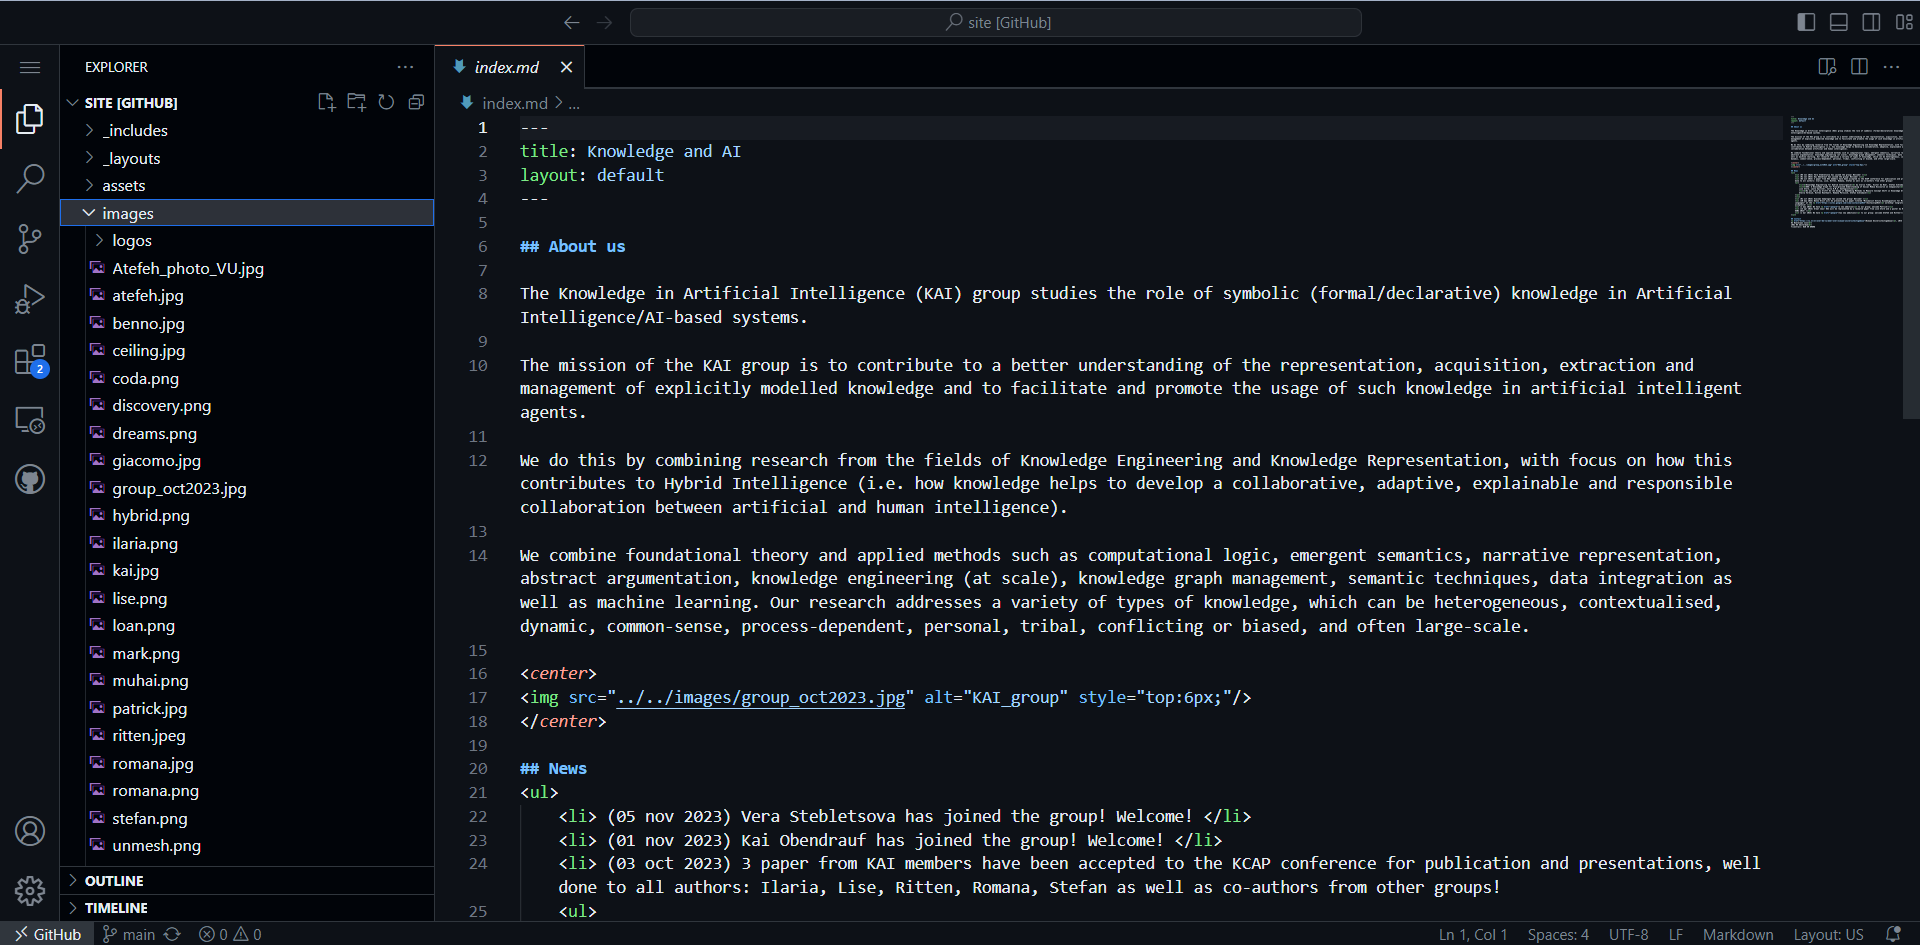 site [GitHub]
EXPLORER
SITE [GITHUB]
_includes
_layouts
assets
images
logos
Atefeh_photo_VU.jpg
atefeh.jpg
benno.jpg
ceiling.jpg
coda.png
discovery.png
dreams.png
giacomo.jpg
group_oct2023.jpg
hybrid.png
ilaria.png
kai.jpg
lise.png
loan.png
mark.png
muhai.png
patrick.jpg
ritten.jpeg
romana.jpg
romana.png
stefan.png
unmesh.png
OUTLINE
TIMELINE
2
index.md
index.md > ...
1 ---
2 title: Knowledge and AI
3 layout: default
4 ---
5
6 ## About us
7
8 The Knowledge in Artificial Intelligence (KAI) group studies the role of symbolic (formal/declarative) knowledge in Artificial
Intelligence/AI-based systems.
9
10 The mission of the KAI group is to contribute to a better understanding of the representation, acquisition, extraction and
management of explicitly modelled knowledge and to facilitate and promote the usage of such knowledge in artificial intelligent
agents.
11
12 We do this by combining research from the fields of Knowledge Engineering and Knowledge Representation, with focus on how this
contributes to Hybrid Intelligence (i.e. how knowledge helps to develop a collaborative, adaptive, explainable and responsible
collaboration between artificial and human intelligence).
13
14 We combine foundational theory and applied methods such as computational logic, emergent semantics, narrative representation,
abstract argumentation, knowledge engineering (at scale), knowledge graph management, semantic techniques, data integration as
well as machine learning. Our research addresses a variety of types of knowledge, which can be heterogeneous, contextualised,
dynamic, common-sense, process-dependent, personal, tribal, conflicting or biased, and often large-scale.
15
16 <center>
17 <img src="../../images/group_oct2023.jpg" alt="KAI_group" style="top:6px;"/>
18 </center>
19
20 ## News
21 <ul>
22 <li> (05 nov 2023) Vera Stebletsova has joined the group! Welcome! </li>
23 <li> (01 nov 2023) Kai Obendrauf has joined the group! Welcome! </li>
24 <li> (03 oct 2023) 3 paper from KAI members have been accepted to the KCAP conference for publication and presentations, well
done to all authors: Ilaria, Lise, Ritten, Romana, Stefan as well as co-authors from other groups!
25 <ul>
GitHub main 0 0 Ln 1, Col 1 Spaces: 4 UTF-8 LF Markdown Layout: US